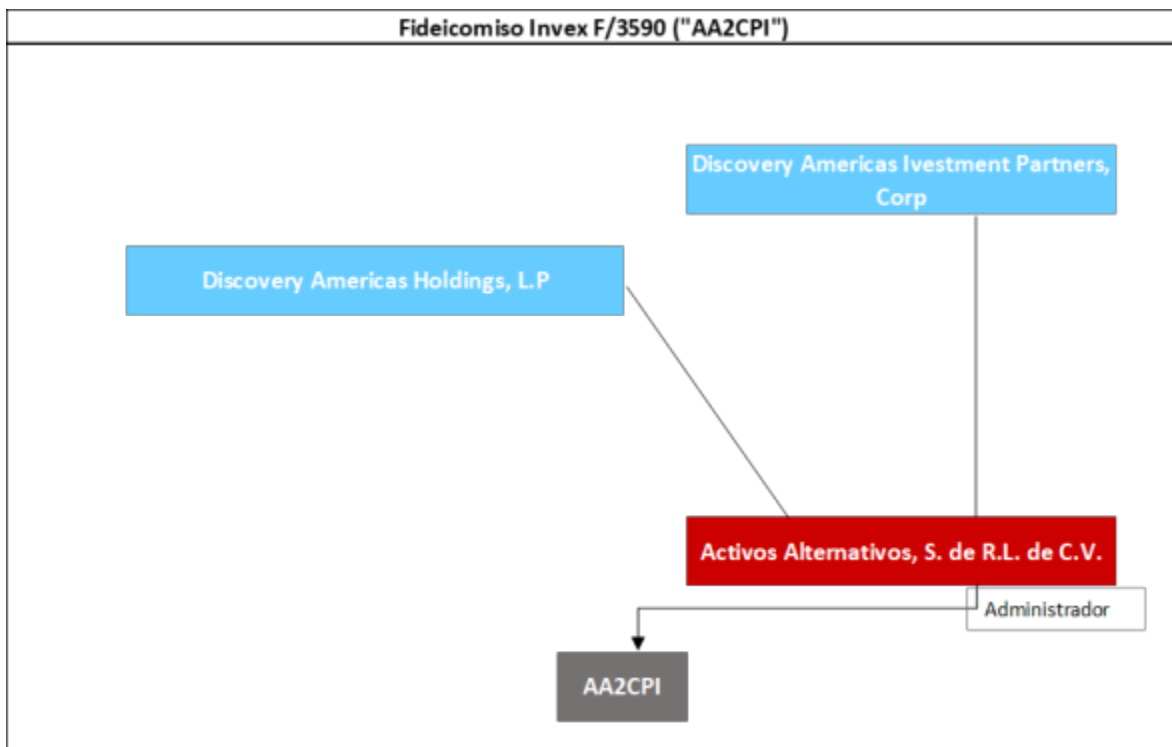 Fideicomiso Invex F/3590 ("AA2CPI")
Discovery Americas Ivestment Partners,
Corp
Discovery Americas Holdings, L.P
Activos Alternativos, S. de R.L. de C.V.
Administrador
AA2CPI